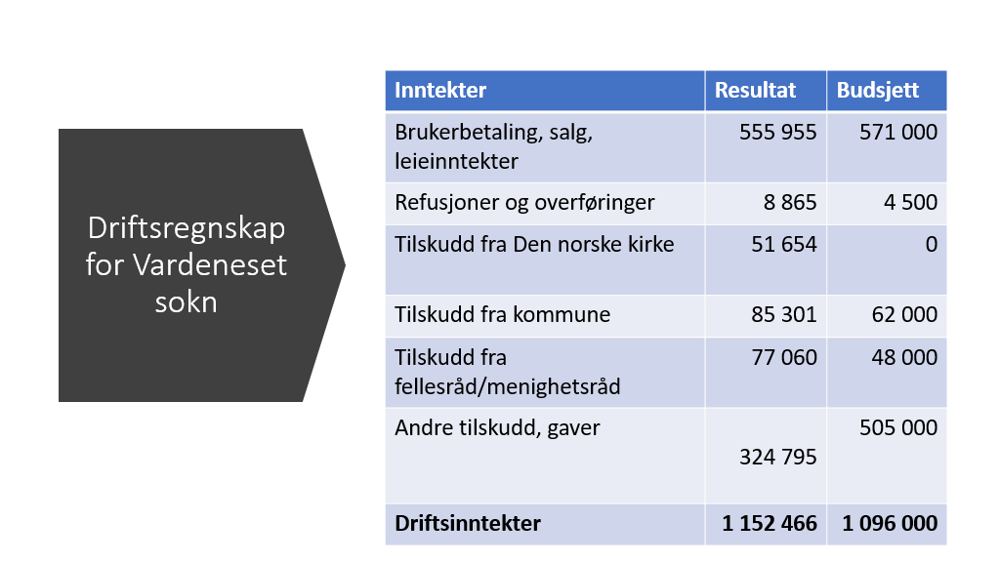 Driftsregnskap
for Vardeneset
sokn
Inntekter Resultat Budsjett
Brukerbetaling, salg, 555 955 571 000
leieinntekter
Refusjoner og overføringer 8 865 4 500
Tilskudd fra Den norske kirke 51 654 0
Tilskudd fra kommune 85 301 62 000
Tilskudd fra 77 060 48 000
fellesråd/menighetsråd
Andre tilskudd, gaver 505 000
324 795
Driftsinntekter 1 152 466 1 096 000